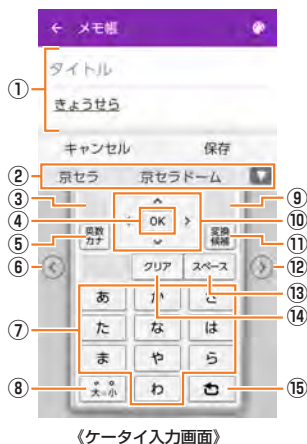 ← メモ帳
① タイトル
きょうせら
キャンセル 保存
② 京セラ 京セラドーム ▼
③ ⑨
④ OK ⑩
⑤ 英数カナ 変換候補 ⑪
⑥ ⑫
クリア スペース ⑬
⑭
⑦ あ か さ
た な は
ま や ら
⑧ 大⇔小 わ ⑮
《ケータイ入力画面》